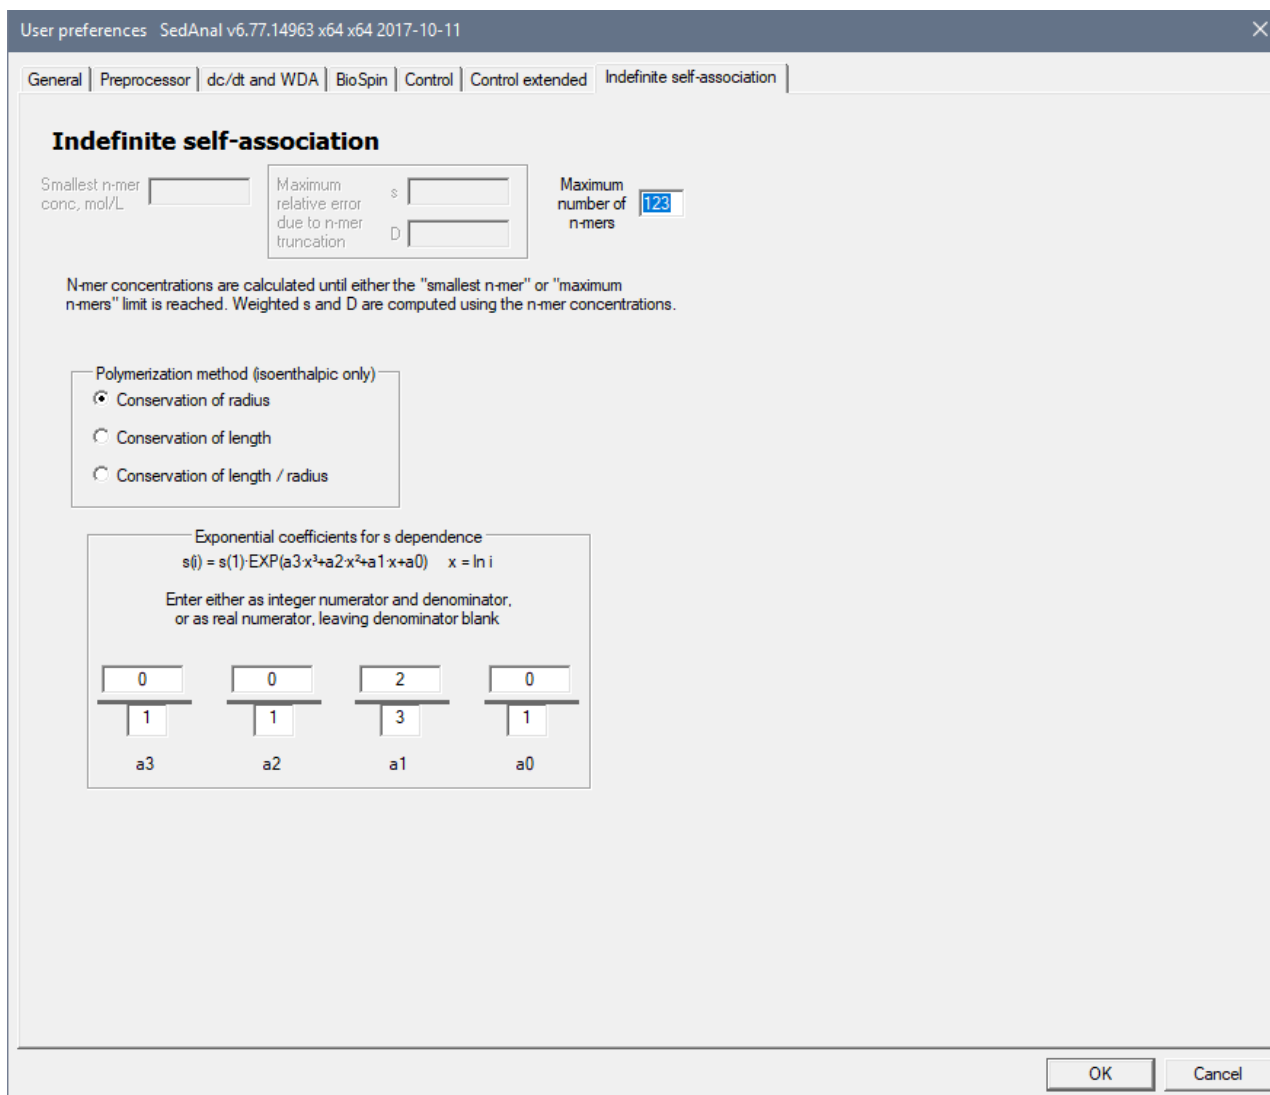 User preferences   SedAnal v6.77.14963 x64 x64 2017-10-11
General Preprocessor dc/dt and WDA BioSpin Control Control extended Indefinite self-association
Indefinite self-association
Smallest n-mer
conc, mol/L
Maximum
relative error
due to n-mer
truncation
s
D
Maximum
number of
n-mers
123
N-mer concentrations are calculated until either the "smallest n-mer" or "maximum
n-mers" limit is reached. Weighted s and D are computed using the n-mer concentrations.
Polymerization method (isoenthalpic only)
Conservation of radius
Conservation of length
Conservation of length / radius
Exponential coefficients for s dependence
s(i) = s(1)·EXP(a3·x³+a2·x²+a1·x+a0)     x = ln i
Enter either as integer numerator and denominator,
or as real numerator, leaving denominator blank
0 0 2 0
1 1 3 1
a3 a2 a1 a0
OK Cancel